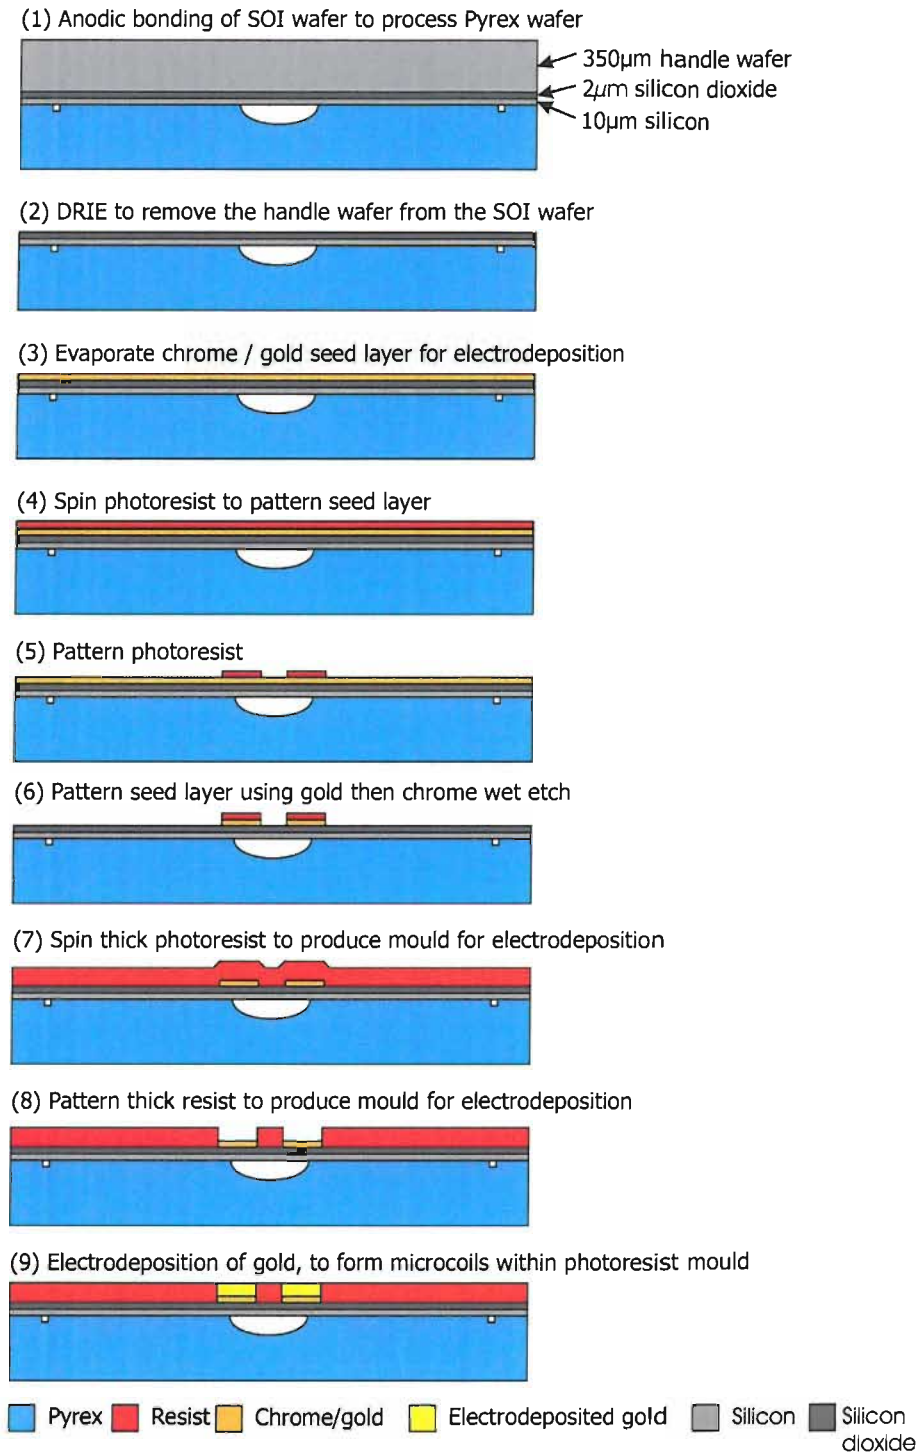 (1) Anodic bonding of SOI wafer to process Pyrex wafer
350µm handle wafer
2µm silicon dioxide
10µm silicon
(2) DRIE to remove the handle wafer from the SOI wafer
(3) Evaporate chrome / gold seed layer for electrodeposition
(4) Spin photoresist to pattern seed layer
(5) Pattern photoresist
(6) Pattern seed layer using gold then chrome wet etch
(7) Spin thick photoresist to produce mould for electrodeposition
(8) Pattern thick resist to produce mould for electrodeposition
(9) Electrodeposition of gold, to form microcoils within photoresist mould
Pyrex Resist Chrome/gold Electrodeposited gold Silicon Silicon
dioxide